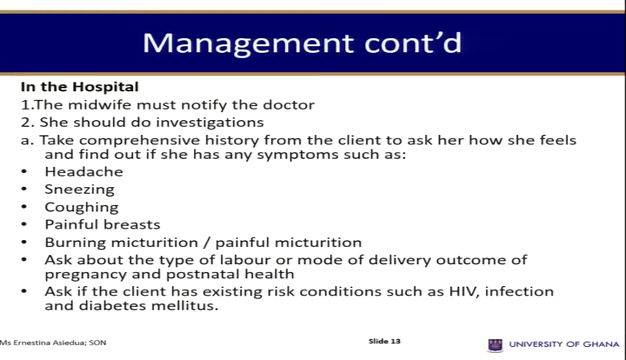 Management cont'd
In the Hospital
1.The midwife must notify the doctor
2. She should do investigations
a. Take comprehensive history from the client to ask her how she feels
and find out if she has any symptoms such as:
• Headache
• Sneezing
• Coughing
• Painful breasts
• Burning micturition / painful micturition
• Ask about the type of labour or mode of delivery outcome of
pregnancy and postnatal health
• Ask if the client has existing risk conditions such as HIV, infection
and diabetes mellitus.
Ms Ernestina Asiedua; SON
Slide 13
UNIVERSITY OF GHANA